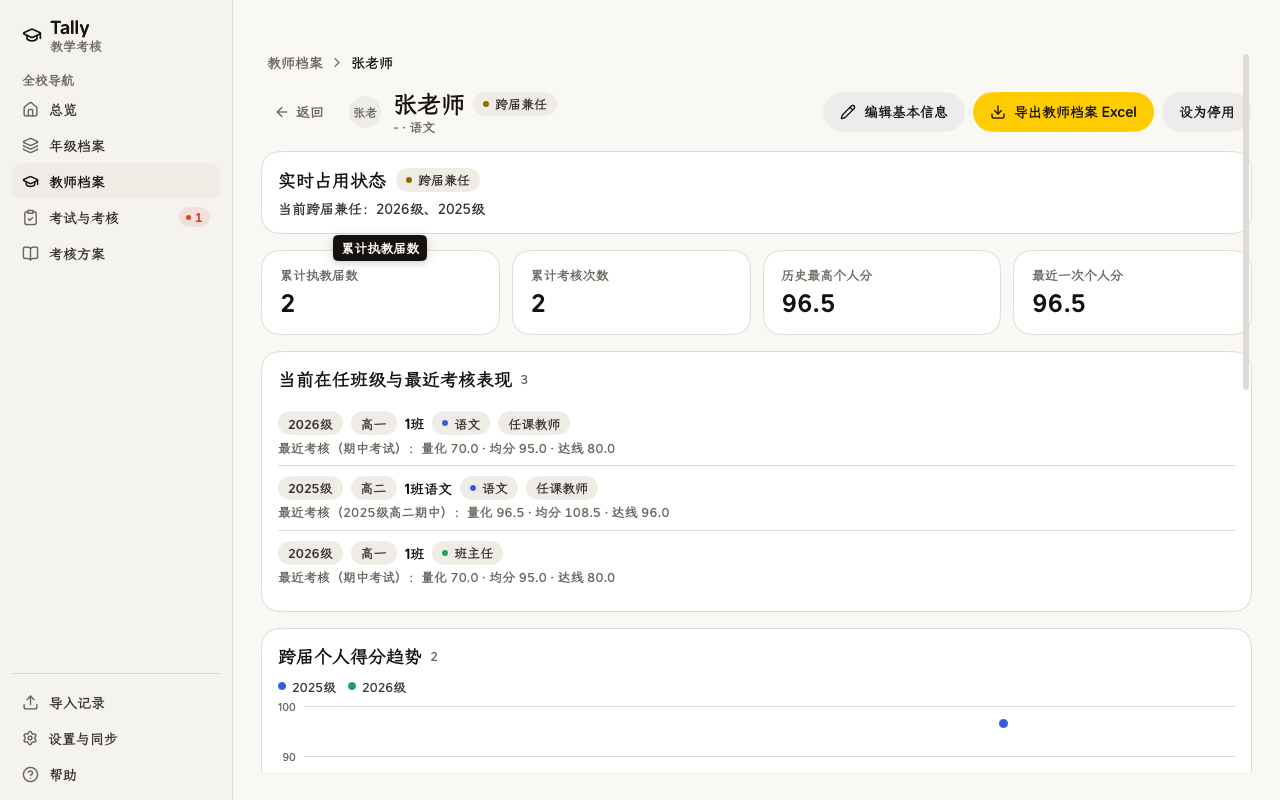 Tally
教学考核
全校导航
总览
年级档案
教师档案
考试与考核 1
考核方案
导入记录
设置与同步
帮助
教师档案 > 张老师
返回
张老
张老师 跨届兼任
- · 语文
编辑基本信息
导出教师档案 Excel
设为停用
实时占用状态 跨届兼任
当前跨届兼任：2026级、2025级
累计执教届数
累计执教届数
2
累计考核次数
2
历史最高个人分
96.5
最近一次个人分
96.5
当前在任班级与最近考核表现 3
2026级 高一 1班 语文 任课教师
最近考核（期中考试）：量化 70.0 · 均分 95.0 · 达线 80.0
2025级 高二 1班语文 语文 任课教师
最近考核（2025级高二期中）：量化 96.5 · 均分 108.5 · 达线 96.0
2026级 高一 1班 班主任
最近考核（期中考试）：量化 70.0 · 均分 95.0 · 达线 80.0
跨届个人得分趋势 2
2025级 2026级
100
90